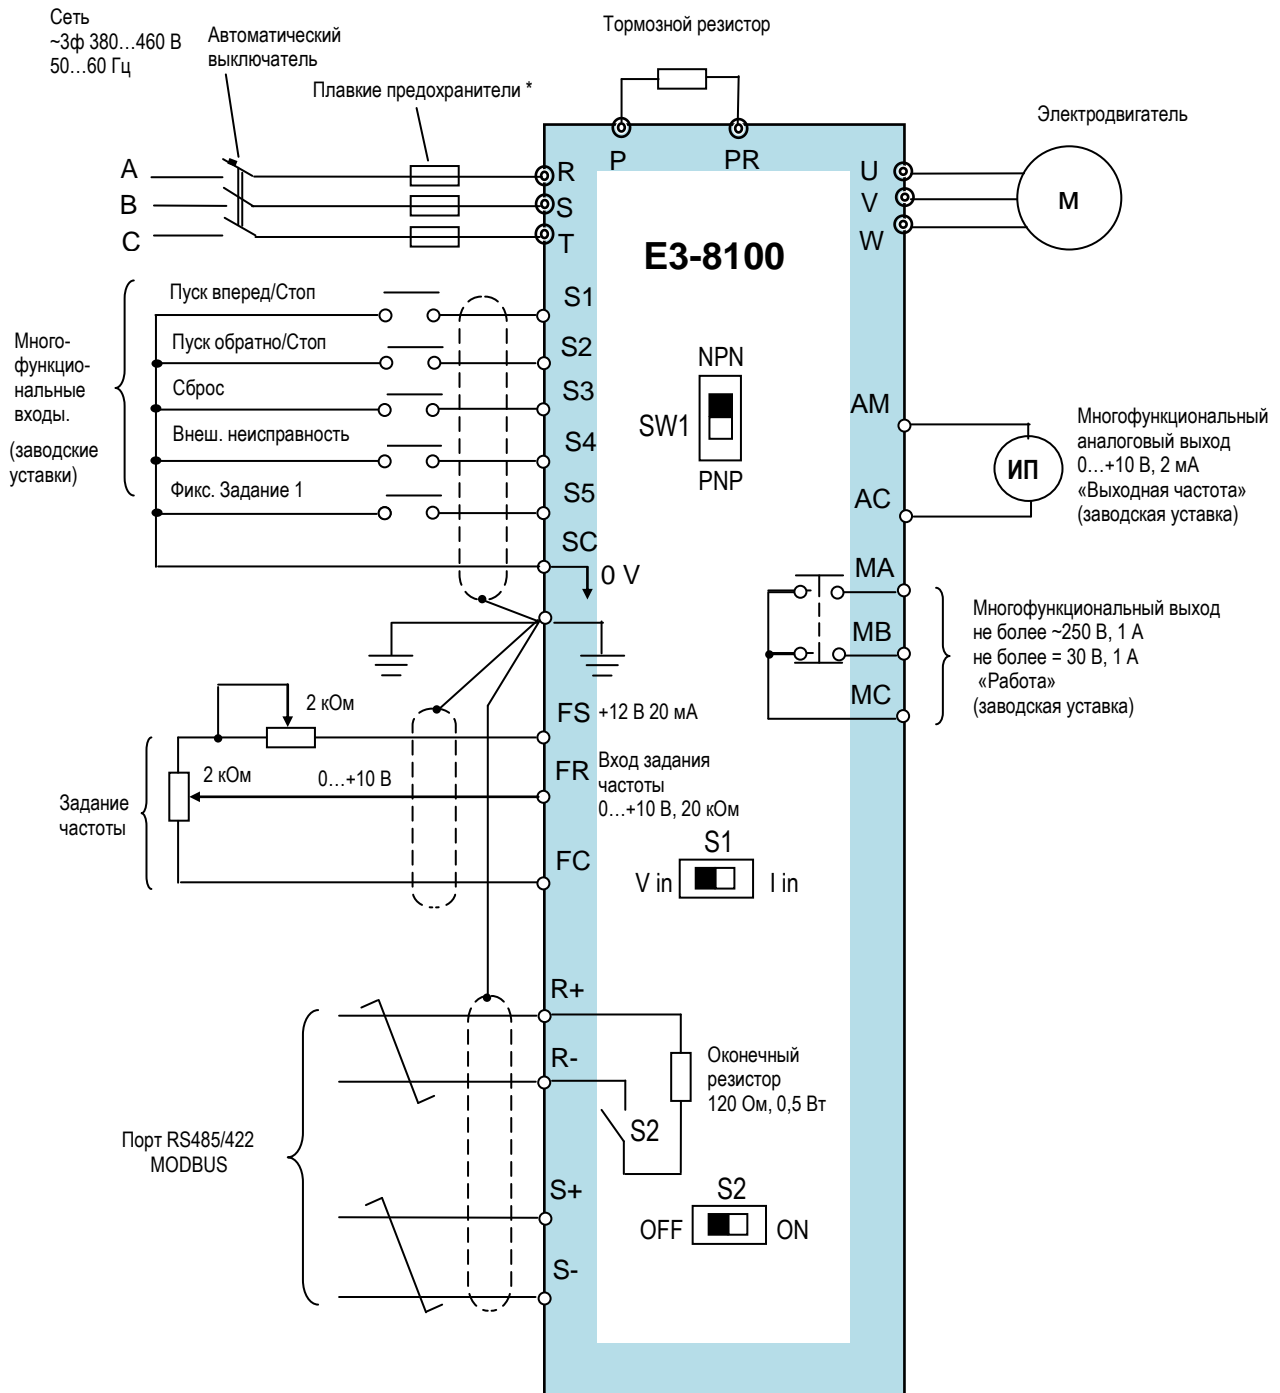 Сеть
~3ф 380…460 В
50…60 Гц
Автоматический
выключатель
Плавкие предохранители *
Тормозной резистор
Электродвигатель
A
B
C
R
S
T
P
PR
U
V
W
М
E3-8100
Много-
функцио-
нальные
входы.
(заводские
уставки)
Пуск вперед/Стоп
Пуск обратно/Стоп
Сброс
Внеш. неисправность
Фикс. Задание 1
S1
S2
S3
S4
S5
SC
0 V
NPN
SW1
PNP
AM
AC
ИП
Многофункциональный
аналоговый выход
0…+10 В, 2 мА
«Выходная частота»
(заводская уставка)
MA
MB
MC
Многофункциональный выход
не более ~250 В, 1 А
не более = 30 В, 1 А
«Работа»
(заводская уставка)
Задание
частоты
2 кОм
2 кОм
0…+10 В
FS
+12 В 20 мА
FR
Вход задания
частоты
0…+10 В, 20 кОм
FC
S1
V in
I in
Порт RS485/422
MODBUS
R+
R-
S+
S-
Оконечный
резистор
120 Ом, 0,5 Вт
S2
S2
OFF
ON